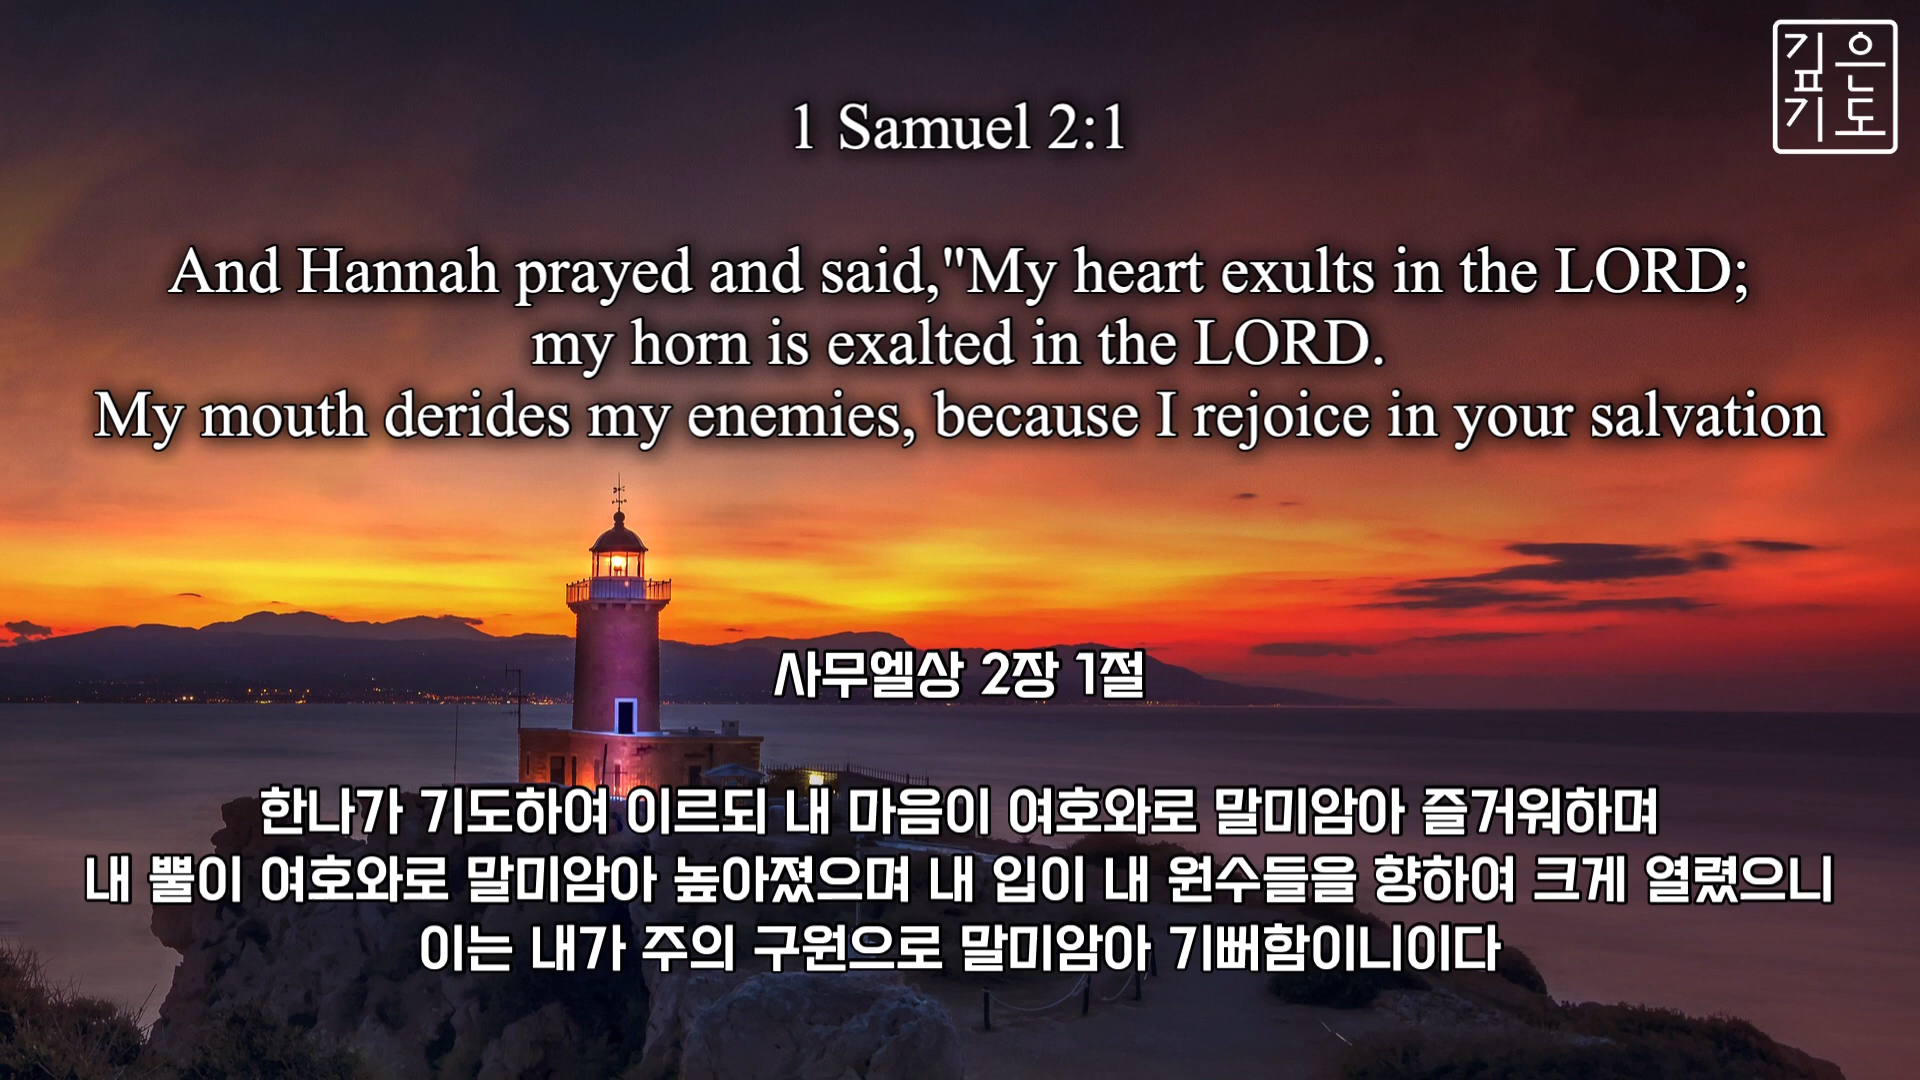 깊은
기도
1 Samuel 2:1
And Hannah prayed and said,"My heart exults in the LORD;
my horn is exalted in the LORD.
My mouth derides my enemies, because I rejoice in your salvation
사무엘상 2장 1절
한나가 기도하여 이르되 내 마음이 여호와로 말미암아 즐거워하며
내 뿔이 여호와로 말미암아 높아졌으며 내 입이 내 원수들을 향하여 크게 열렸으니
이는 내가 주의 구원으로 말미암아 기뻐함이니이다